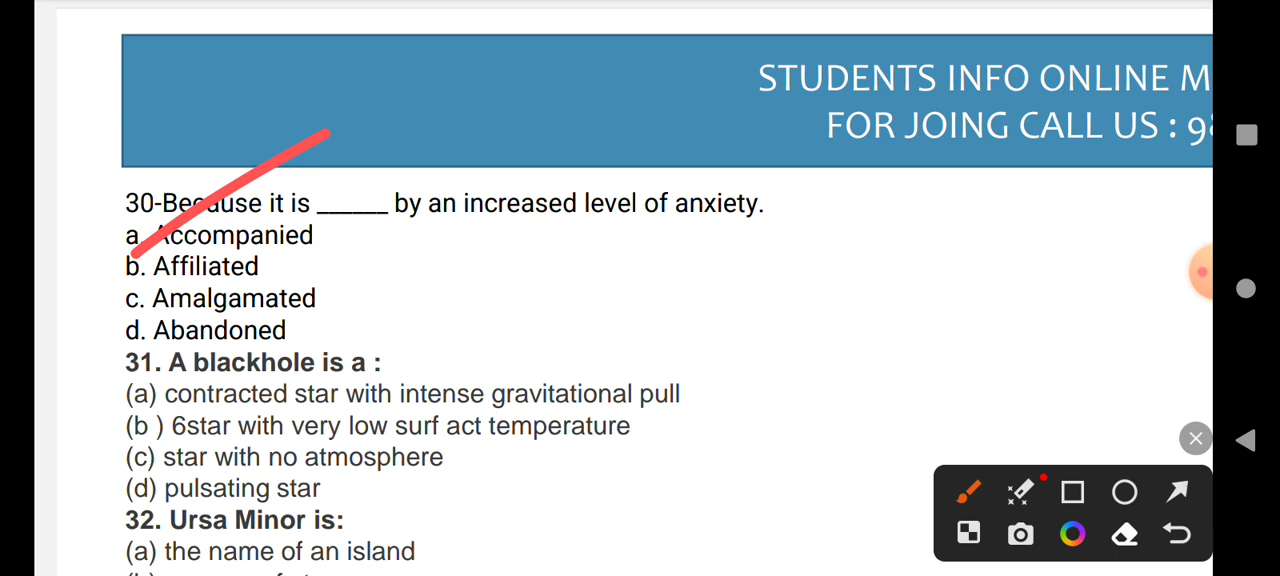 STUDENTS INFO ONLINE M
FOR JOING CALL US : 9
30-Because it is ______ by an increased level of anxiety.
a. Accompanied
b. Affiliated
c. Amalgamated
d. Abandoned
31. A blackhole is a :
(a) contracted star with intense gravitational pull
(b ) 6star with very low surf act temperature
(c) star with no atmosphere
(d) pulsating star
32. Ursa Minor is:
(a) the name of an island